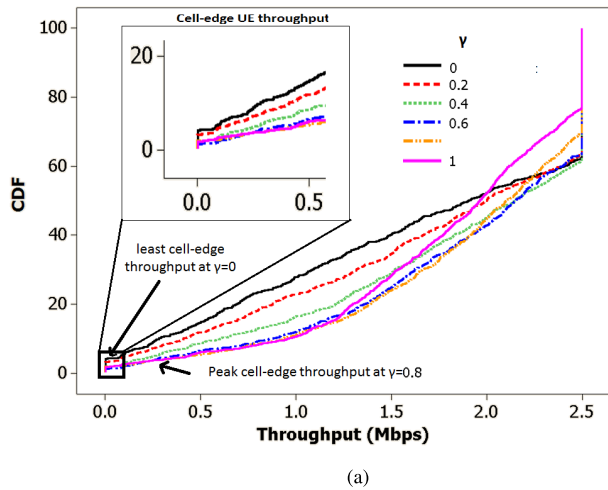 Cell-edge UE throughput
100
80
60
40
20
0
CDF
20
0
0.0
0.5
γ
0
:
0.2
0.4
0.6
1
least cell-edge
throughput at γ=0
Peak cell-edge throughput at γ=0.8
0.0
0.5
1.0
1.5
2.0
2.5
Throughput (Mbps)
(a)